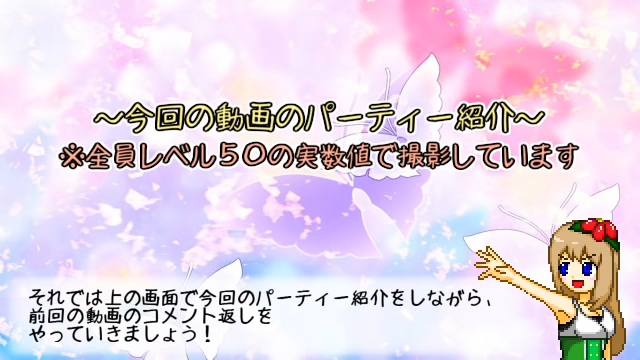 ～今回の動画のパーティー紹介～
※全員レベル５０の実数値で撮影しています
それでは上の画面で今回のパーティー紹介をしながら、
前回の動画のコメント返しを
やっていきましょう！